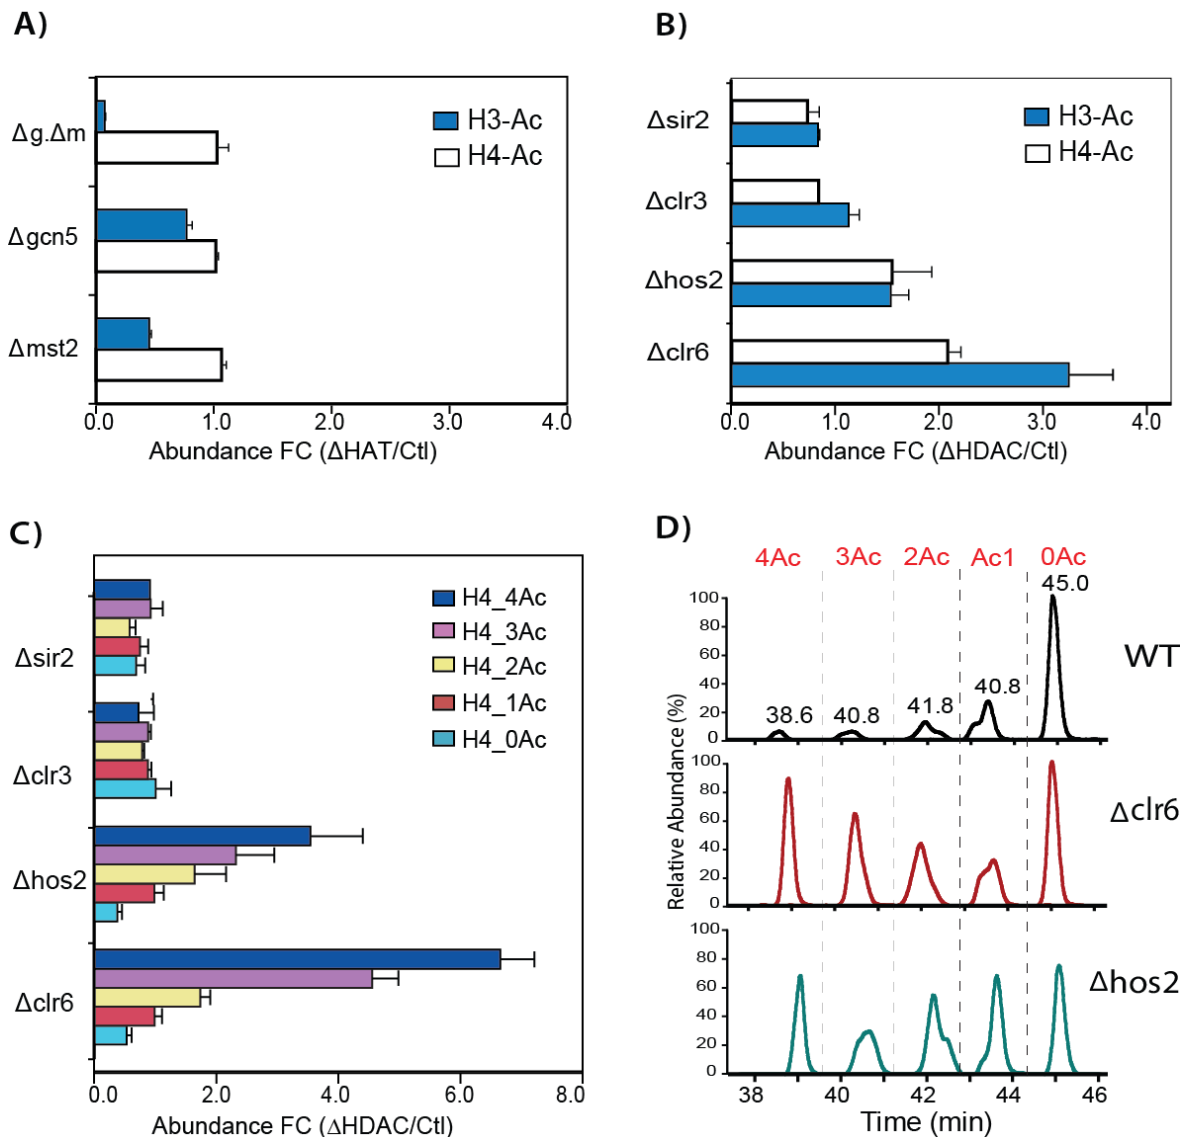 A)
Δg.Δm
Δgcn5
Δmst2
H3-Ac
H4-Ac
0.0 1.0 2.0 3.0 4.0
Abundance FC (ΔHAT/Ctl)
B)
Δsir2
Δclr3
Δhos2
Δclr6
H3-Ac
H4-Ac
0.0 1.0 2.0 3.0 4.0
Abundance FC (ΔHDAC/Ctl)
C)
Δsir2
Δclr3
Δhos2
Δclr6
H4_4Ac
H4_3Ac
H4_2Ac
H4_1Ac
H4_0Ac
0.0 2.0 4.0 6.0 8.0
Abundance FC (ΔHDAC/Ctl)
D)
4Ac 3Ac 2Ac Ac1 0Ac
Relative Abundance (%)
100
80
60
40
20
0
38.6 40.8 41.8 40.8 45.0
WT
100
80
60
40
20
0
Δclr6
100
80
60
40
20
0
Δhos2
38 40 42 44 46
Time (min)